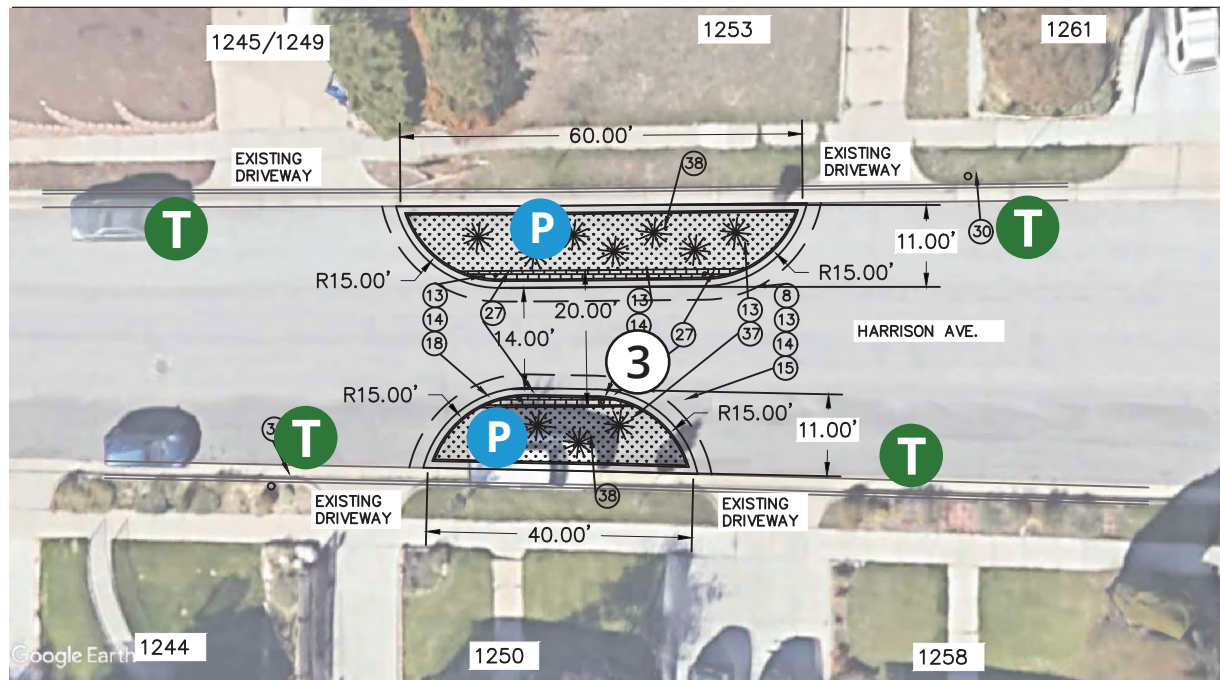 1245/1249
1253
1261
60.00'
EXISTING
DRIVEWAY
38
EXISTING
DRIVEWAY
T
P
30
T
11.00'
R15.00'
R15.00'
13
14
18
27
20.00'
14.00'
13
14
27
13
37
8
13
14
15
HARRISON AVE.
3
R15.00'
R15.00'
11.00'
T
P
T
38
EXISTING
DRIVEWAY
EXISTING
DRIVEWAY
40.00'
Google Earth
1244
1250
1258